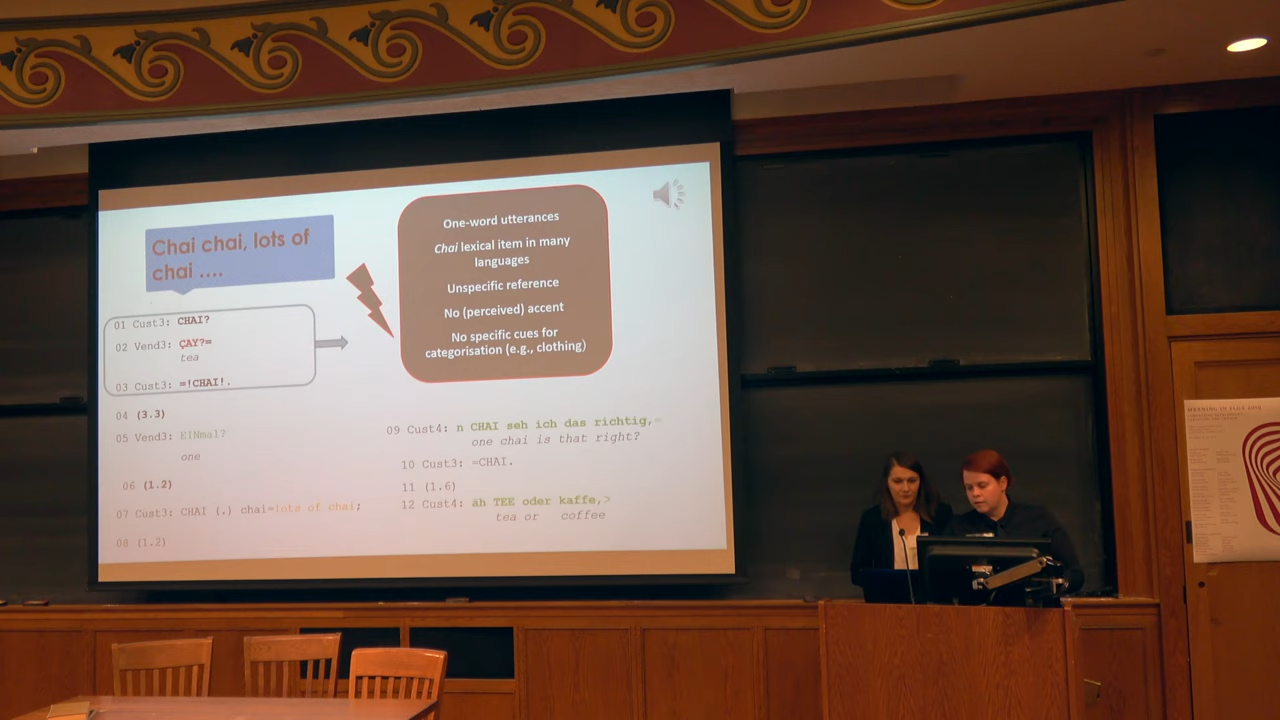 Chai chai, lots of
chai ....
One-word utterances
Chai lexical item in many
languages
Unspecific reference
No (perceived) accent
No specific cues for
categorisation (e.g., clothing)
01 Cust3: CHAI?
02 Vend3: ÇAY?=
tea
03 Cust3: =!CHAI!.
04 (3.3)
05 Vend3: EINmal?
one
06 (1.2)
07 Cust3: CHAI (.) chai=lots of chai;
08 (1.2)
09 Cust4: n CHAI seh ich das richtig,=
one chai is that right?
10 Cust3: =CHAI.
11 (1.6)
12 Cust4: äh TEE oder kaffe,>
tea or coffee
MEANING IN FLUX 2019